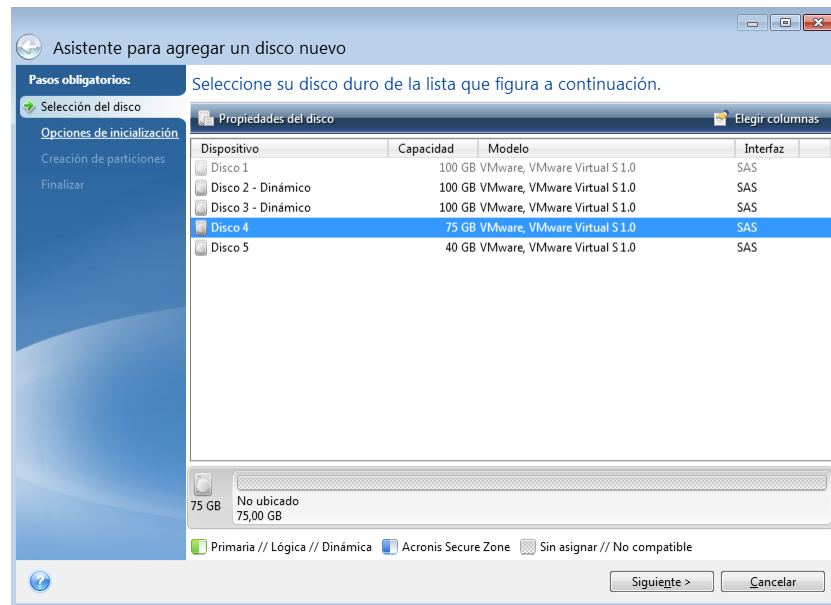 Asistente para agregar un disco nuevo
Pasos obligatorios:
Selección del disco
Opciones de inicialización
Creación de particiones
Finalizar
Seleccione su disco duro de la lista que figura a continuación.
Propiedades del disco Elegir columnas
Dispositivo Capacidad Modelo Interfaz
Disco 1 100 GB VMware, VMware Virtual S 1.0 SAS
Disco 2 - Dinámico 100 GB VMware, VMware Virtual S 1.0 SAS
Disco 3 - Dinámico 100 GB VMware, VMware Virtual S 1.0 SAS
Disco 4 75 GB VMware, VMware Virtual S 1.0 SAS
Disco 5 40 GB VMware, VMware Virtual S 1.0 SAS
75 GB
No ubicado
75,00 GB
Primaria // Lógica // Dinámica Acronis Secure Zone Sin asignar // No compatible
? Siguiente > Cancelar